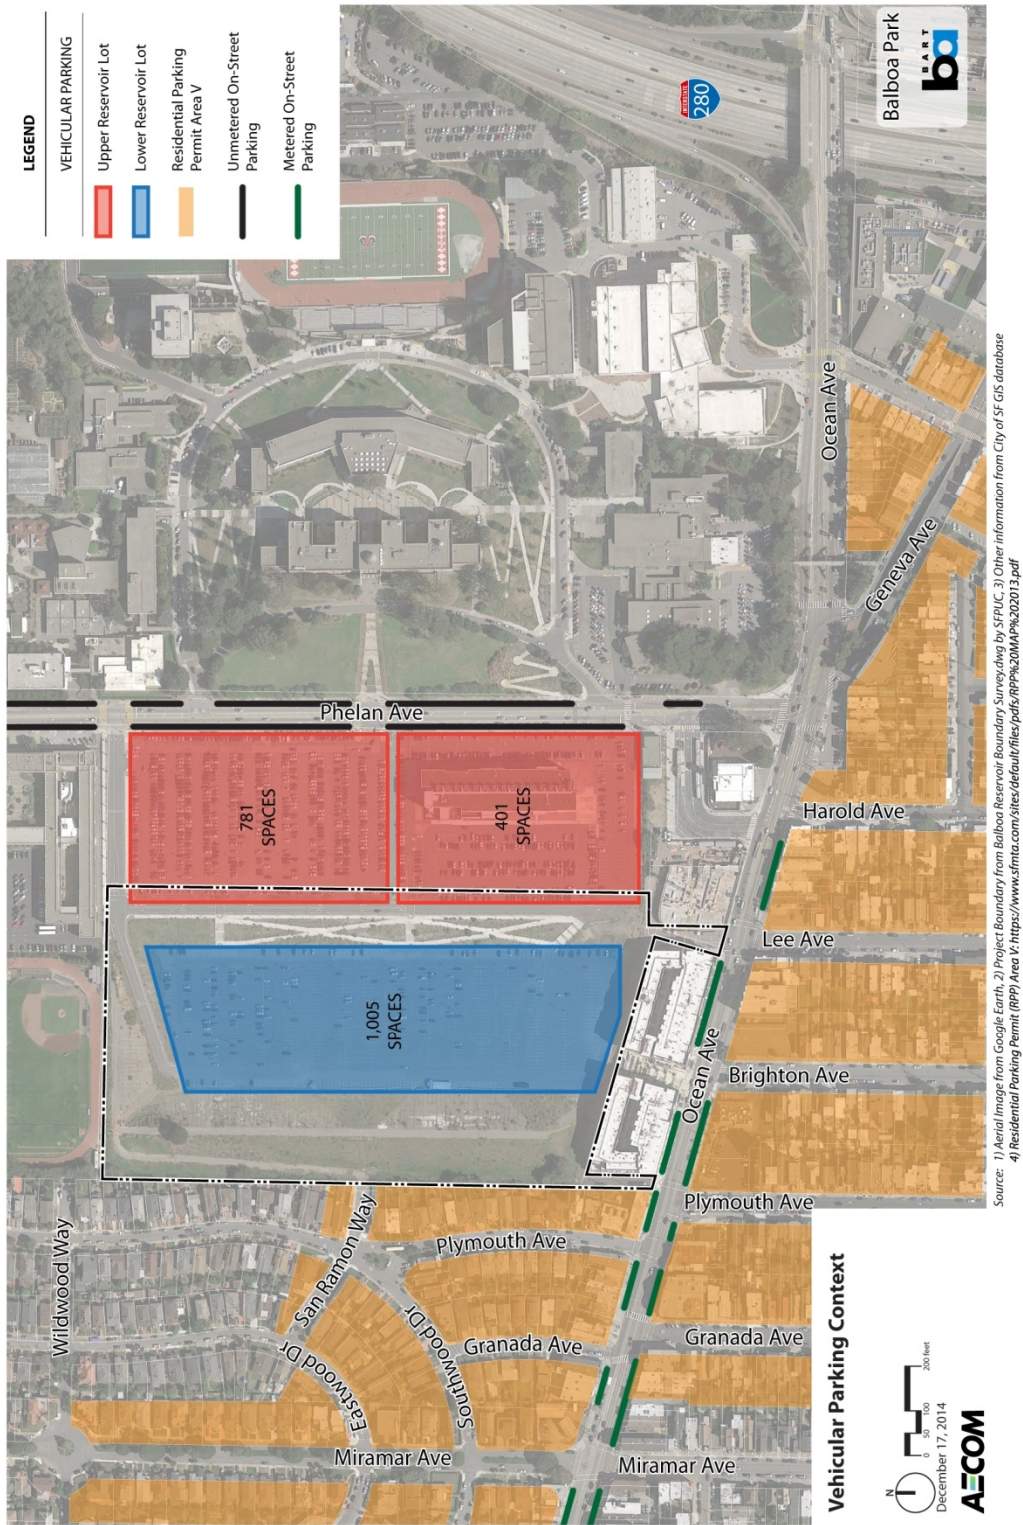 LEGEND
VEHICULAR PARKING
Upper Reservoir Lot
Lower Reservoir Lot
Residential Parking
Permit Area V
Unmetered On-Street
Parking
Metered On-Street
Parking
Balboa Park
BART
ba
INTERSTATE
280
Ocean Ave
Geneva Ave
Phelan Ave
781
SPACES
401
SPACES
1,005
SPACES
Harold Ave
Lee Ave
Brighton Ave
Ocean Ave
Plymouth Ave
Plymouth Ave
Wildwood Way
San Ramon Way
Eastwood Dr
Southwood Dr
Granada Ave
Granada Ave
Miramar Ave
Miramar Ave
Vehicular Parking Context
N
0 50 100 200 feet
December 17, 2014
AECOM
Source: 1) Aerial Image from Google Earth, 2) Project Boundary from Balboa Reservoir Boundary Survey.dwg by SFPUC, 3) Other information from City of SF GIS database
4) Residential Parking Permit (RPP) Area V: https://www.sfmta.com/sites/default/files/pdfs/RPP%20MAP%202013.pdf